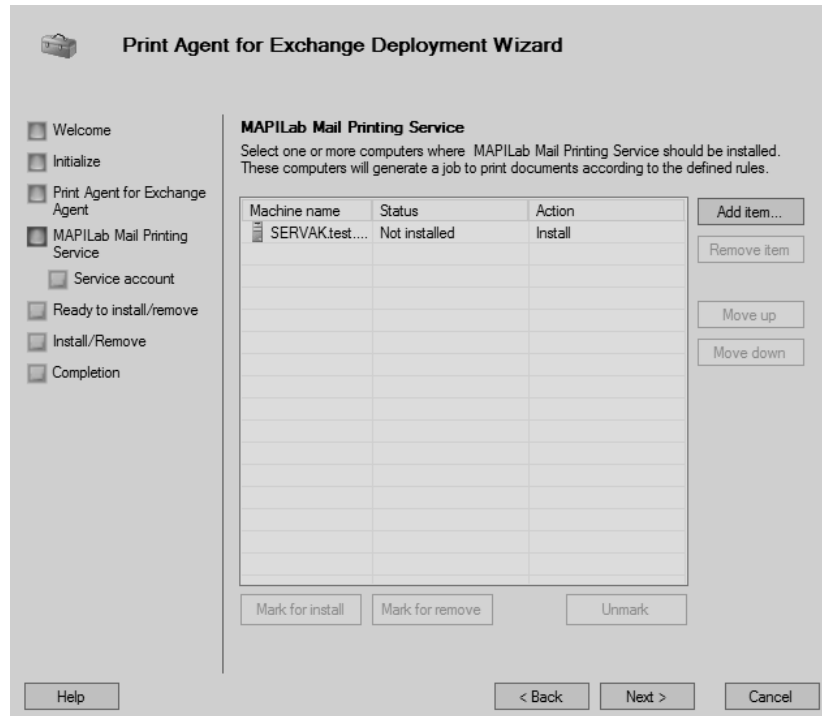 Print Agent for Exchange Deployment Wizard
Welcome
Initialize
Print Agent for Exchange
Agent
MAPILab Mail Printing
Service
Service account
Ready to install/remove
Install/Remove
Completion
MAPILab Mail Printing Service
Select one or more computers where MAPILab Mail Printing Service should be installed.
These computers will generate a job to print documents according to the defined rules.
Machine name Status Action
SERVAK.test.... Not installed Install
Add item...
Remove item
Move up
Move down
Mark for install Mark for remove Unmark
Help < Back Next > Cancel